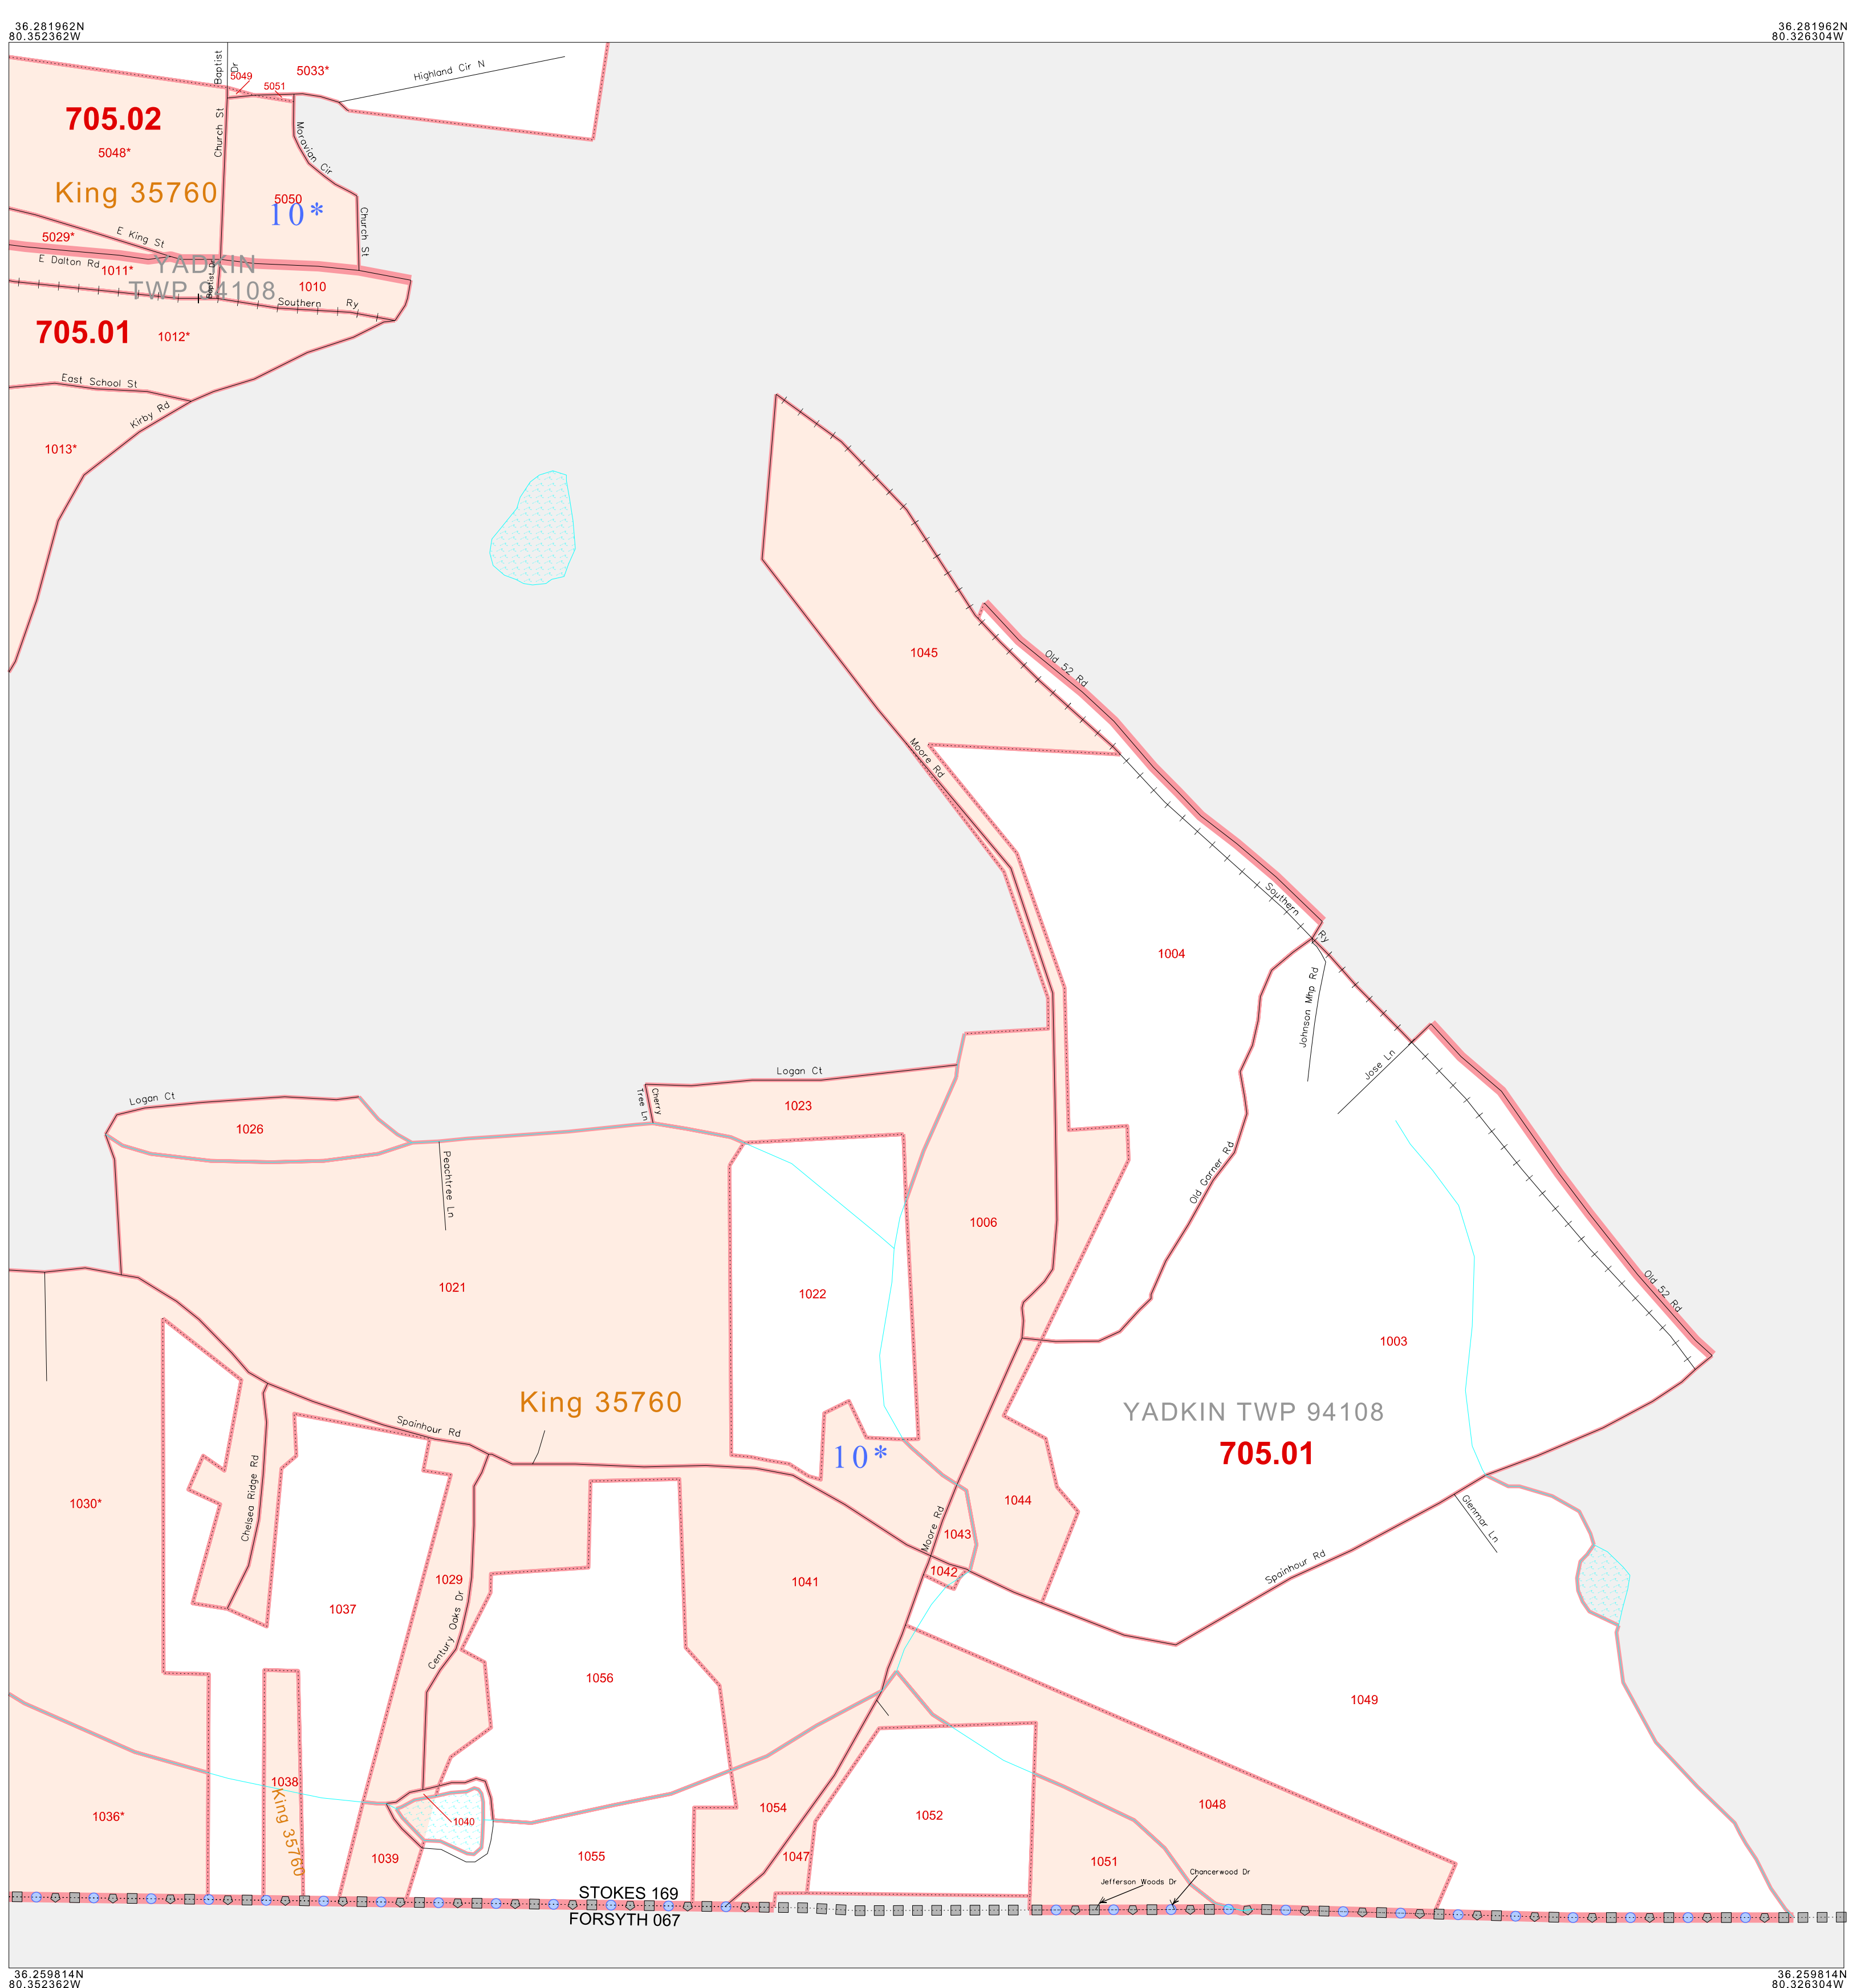 36.281962N
80.352362W
36.281962N
80.326304W
Baptist
Dr
5049
5051
5033*
Highland Cir N
705.02
5048*
Church St
Moravian Cir
King 35760
5050
10*
Church St
5029*
E King St
E Dalton Rd
1011*
YADKIN
TWP 94108
Baptist Dr
1010
Southern
Ry
705.01
1012*
East School St
Kirby Rd
1013*
1045
Old 52 Rd
Moore Rd
Southern
Ry
1004
Johnson Mhp Rd
Jose Ln
Logan Ct
Cherry
Tree Ln
1023
Logan Ct
1026
Peachtree Ln
Old Garner Rd
1006
1021
1022
Old 52 Rd
1003
King 35760
YADKIN TWP 94108
705.01
10*
Spainhour Rd
Chelsea Ridge Rd
1030*
1044
Glenmar Ln
1043
Moore Rd
1042
Spainhour Rd
1041
1029
1037
Century Oaks Dr
1056
1049
1038
King 35760
1036*
1040
1039
1055
1054
1047
1052
1048
1051
Chancerwood Dr
Jefferson Woods Dr
STOKES 169
FORSYTH 067
36.259814N
80.352362W
36.259814N
80.326304W